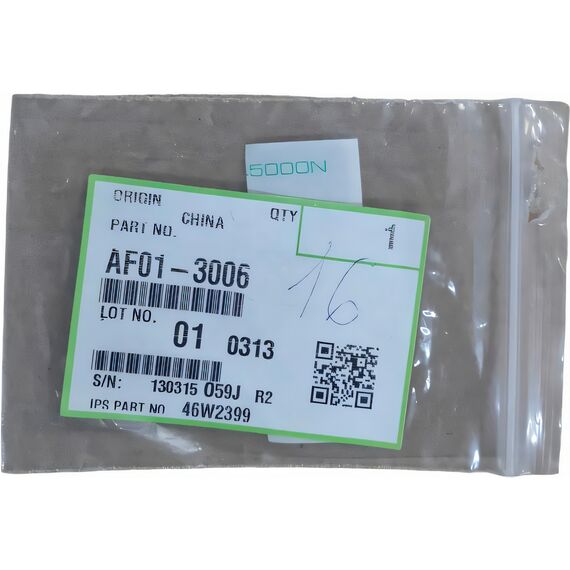 5000N
ORIGIN CHINA QTY 1
PART NO.
AF01-3006
16
LOT NO. 01 0313
S/N: 130315 059J R2
IPS PART NO 46W2399